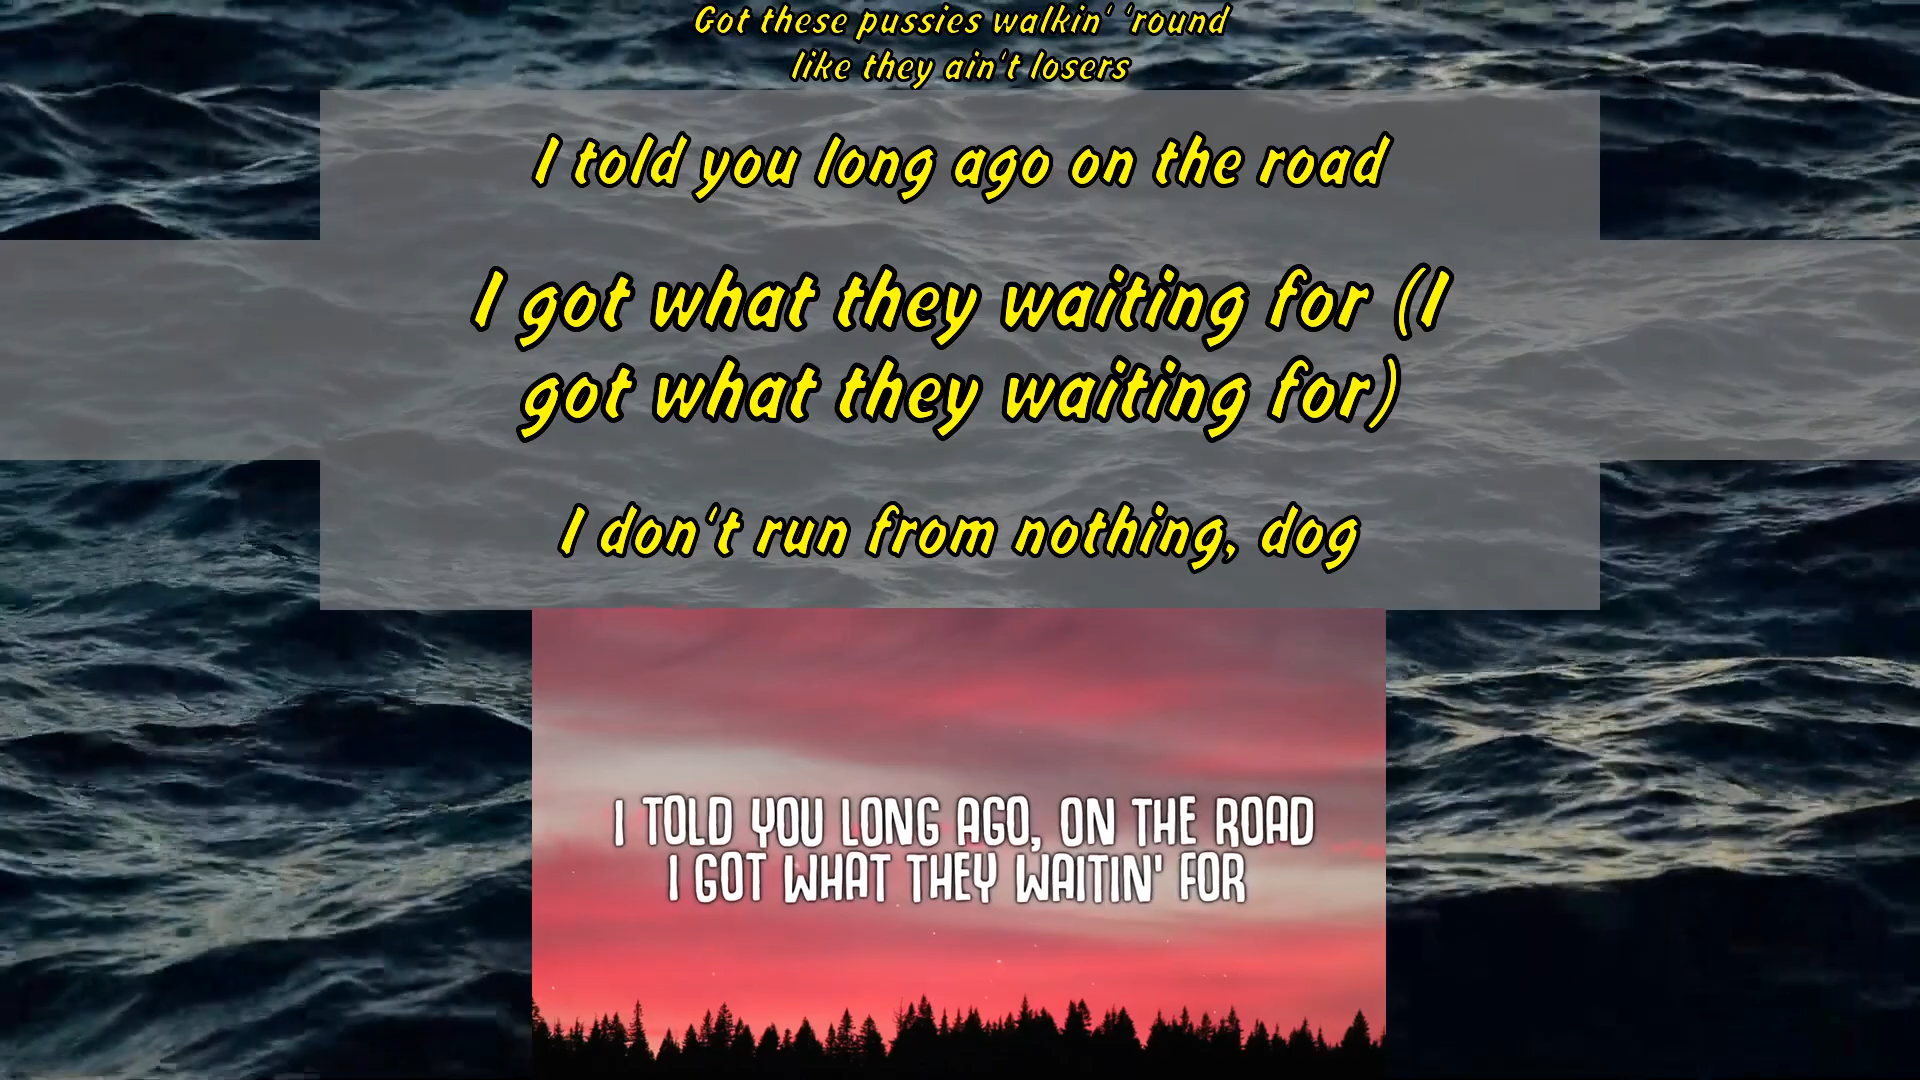 Got these pussies walkin' 'round
like they ain't losers
I told you long ago on the road
I got what they waiting for (I
got what they waiting for)
I don't run from nothing, dog
I TOLD YOU LONG AGO, ON THE ROAD
I GOT WHAT THEY WAITIN' FOR